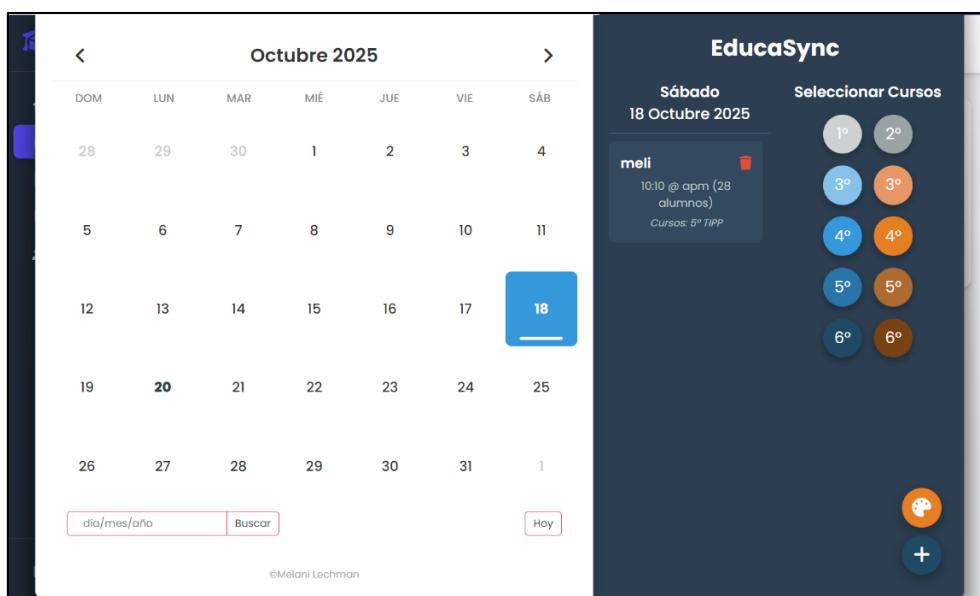 Octubre 2025
DOM LUN MAR MIÉ JUE VIE SÁB
28 29 30 1 2 3 4
5 6 7 8 9 10 11
12 13 14 15 16 17 18
19 20 21 22 23 24 25
26 27 28 29 30 31 1
día/mes/año Buscar Hoy
©Melani Lechman
EducaSync
Sábado
18 Octubre 2025
meli
10:10 @ apm (28
alumnos)
Cursos: 5° TIPP
Seleccionar Cursos
1° 2°
3° 3°
4° 4°
5° 5°
6° 6°